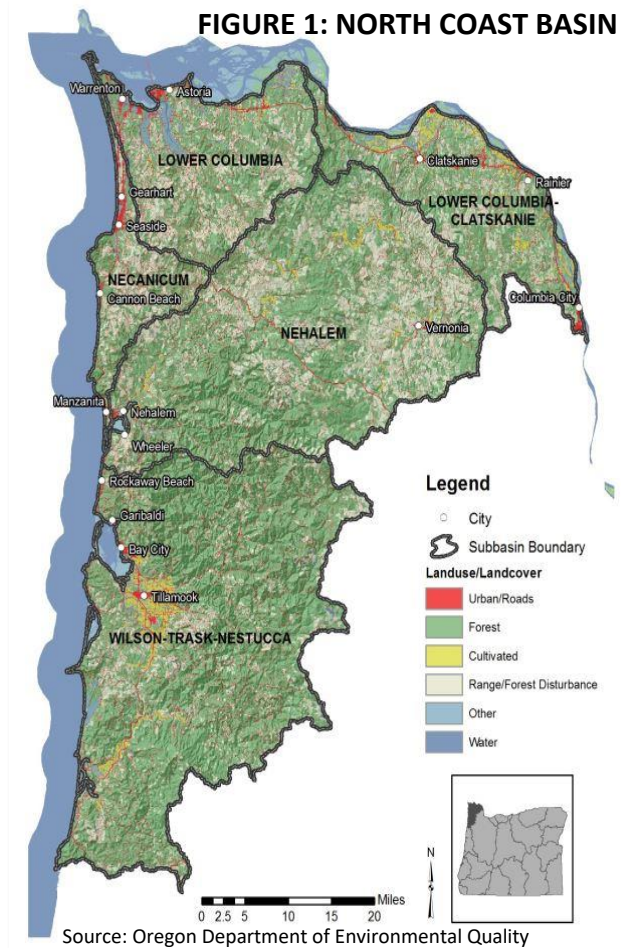 FIGURE 1: NORTH COAST BASIN
Warrenton
Astoria
LOWER COLUMBIA
Clatskanie
Rainier
LOWER COLUMBIA-
CLATSKANIE
Gearhart
Seaside
NECANICUM
Cannon Beach
Columbia City
NEHALEM
Vernonia
Manzanita
Nehalem
Wheeler
Rockaway Beach
Garibaldi
Bay City
Tillamook
WILSON-TRASK-NESTUCCA
Legend
City
Subbasin Boundary
Landuse/Landcover
Urban/Roads
Forest
Cultivated
Range/Forest Disturbance
Other
Water
N
Miles
0 2.5 5 10 15 20
Source: Oregon Department of Environmental Quality